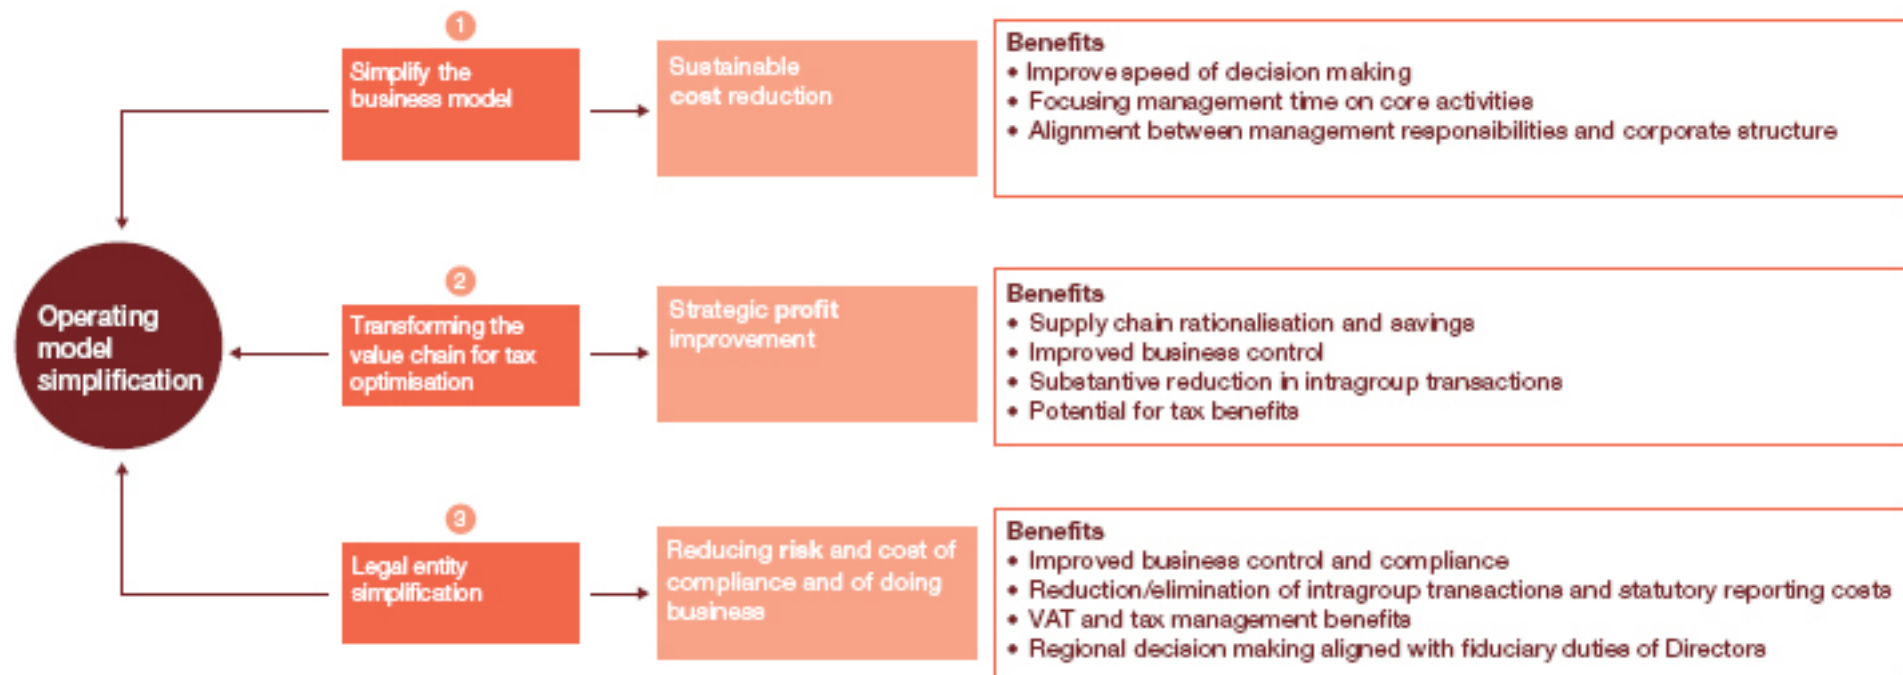 1
Simplify the
business model
Sustainable
cost reduction
Benefits
• Improve speed of decision making
• Focusing management time on core activities
• Alignment between management responsibilities and corporate structure
Operating
model
simplification
2
Transforming the
value chain for tax
optimisation
Strategic profit
improvement
Benefits
• Supply chain rationalisation and savings
• Improved business control
• Substantive reduction in intragroup transactions
• Potential for tax benefits
3
Legal entity
simplification
Reducing risk and cost of
compliance and of doing
business
Benefits
• Improved business control and compliance
• Reduction/elimination of intragroup transactions and statutory reporting costs
• VAT and tax management benefits
• Regional decision making aligned with fiduciary duties of Directors